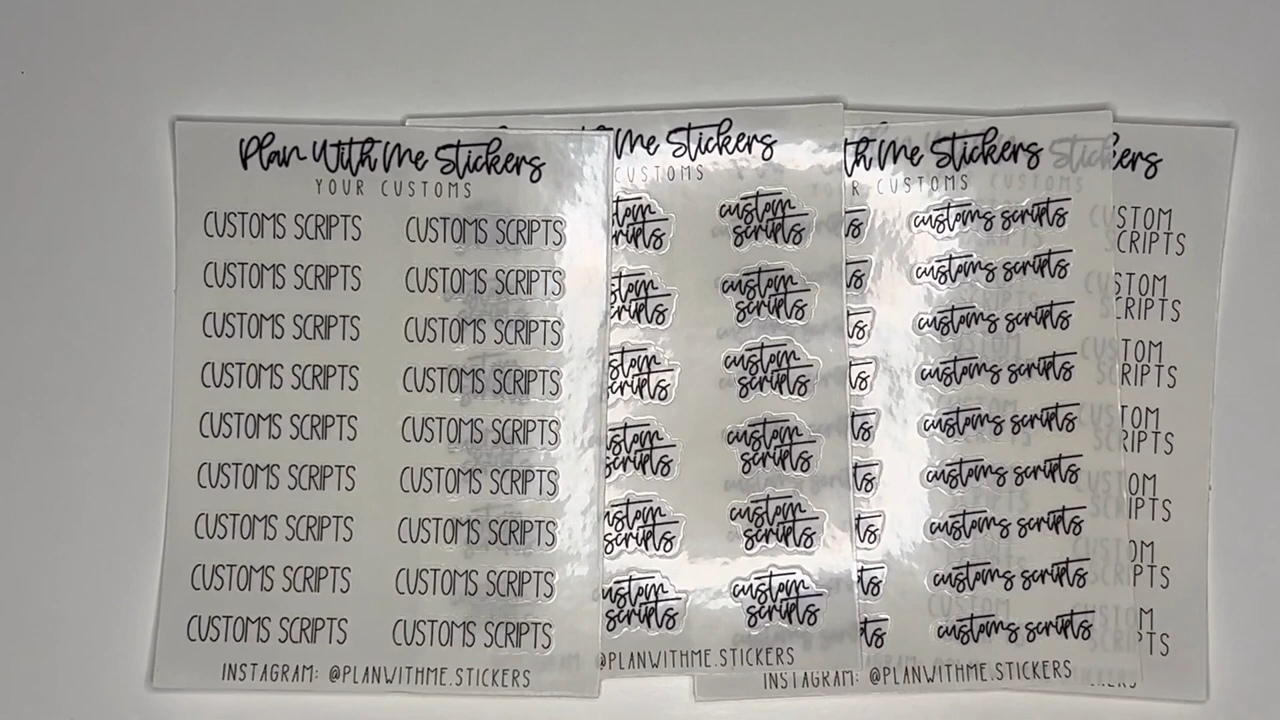 Plan With Me Stickers
YOUR CUSTOMS
CUSTOMS SCRIPTS CUSTOMS SCRIPTS
CUSTOMS SCRIPTS CUSTOMS SCRIPTS
CUSTOMS SCRIPTS CUSTOMS SCRIPTS
CUSTOMS SCRIPTS CUSTOMS SCRIPTS
CUSTOMS SCRIPTS CUSTOMS SCRIPTS
CUSTOMS SCRIPTS CUSTOMS SCRIPTS
CUSTOMS SCRIPTS CUSTOMS SCRIPTS
CUSTOMS SCRIPTS CUSTOMS SCRIPTS
CUSTOMS SCRIPTS CUSTOMS SCRIPTS
INSTAGRAM: @PLANWITHME.STICKERS
Me Stickers
CUSTOMS
custom
scripts
custom
scripts
custom
scripts
custom
scripts
custom
scripts
custom
scripts
@PLANWITHME.STICKERS
Me Stickers
CUSTOMS
customs scripts
customs scripts
customs scripts
customs scripts
customs scripts
customs scripts
customs scripts
customs scripts
customs scripts
INSTAGRAM: @PLANWITHME.STICKERS